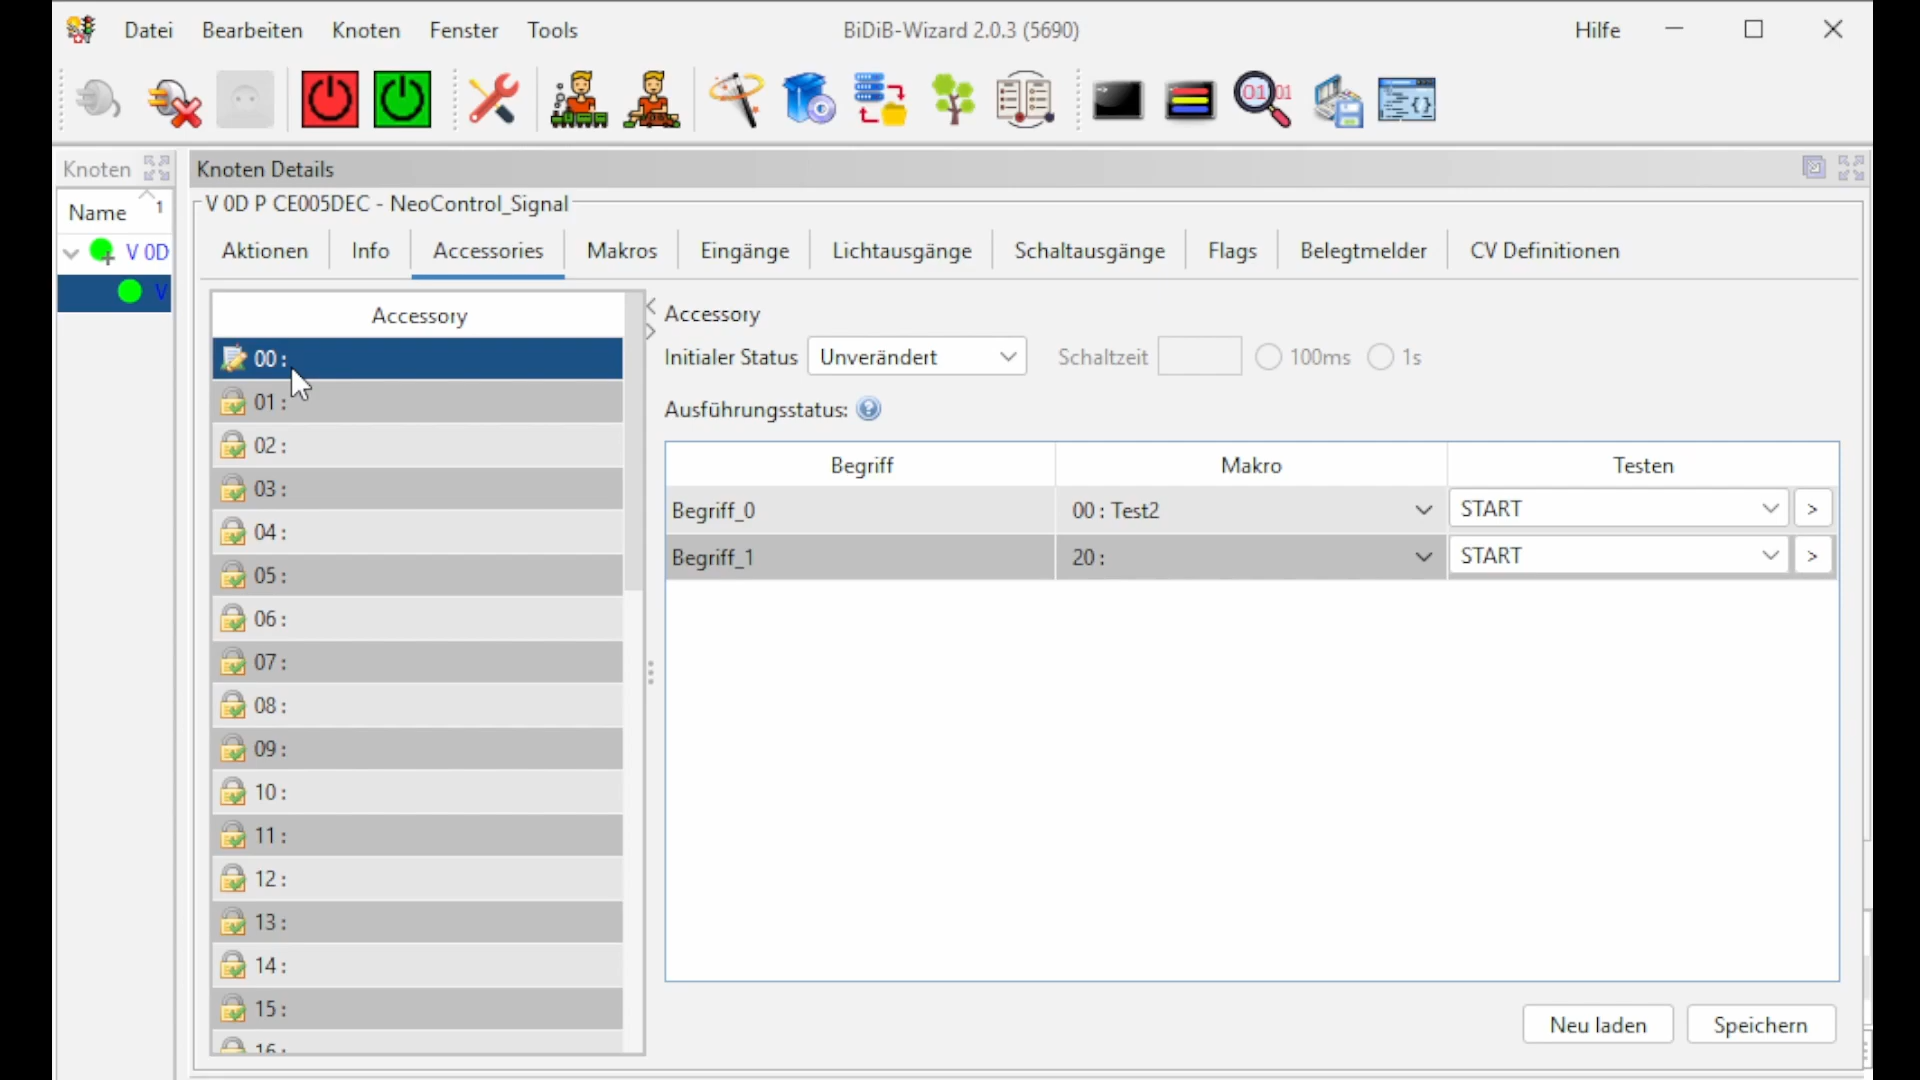 Datei Bearbeiten Knoten Fenster Tools BiDiB-Wizard 2.0.3 (5690) Hilfe
Knoten
Name 1
V 0D
V
Knoten Details
V 0D P CE005DEC - NeoControl_Signal
Aktionen Info Accessories Makros Eingänge Lichtausgänge Schaltausgänge Flags Belegtmelder CV Definitionen
Accessory
00 :
01 :
02 :
03 :
04 :
05 :
06 :
07 :
08 :
09 :
10 :
11 :
12 :
13 :
14 :
15 :
16 :
Accessory
Initialer Status Unverändert Schaltzeit 100ms 1s
Ausführungsstatus:
Begriff Makro Testen
Begriff_0 00 : Test2 START >
Begriff_1 20 : START >
Neu laden Speichern